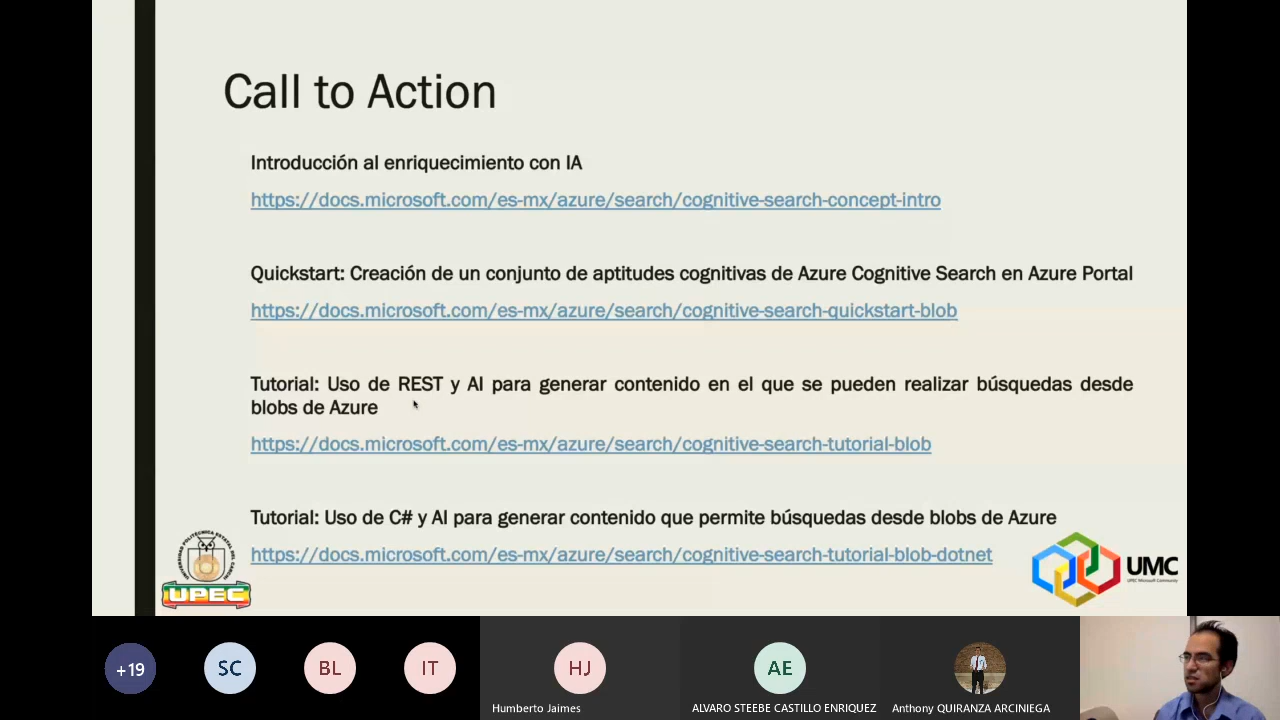 Call to Action
Introducción al enriquecimiento con IA
https://docs.microsoft.com/es-mx/azure/search/cognitive-search-concept-intro
Quickstart: Creación de un conjunto de aptitudes cognitivas de Azure Cognitive Search en Azure Portal
https://docs.microsoft.com/es-mx/azure/search/cognitive-search-quickstart-blob
Tutorial: Uso de REST y AI para generar contenido en el que se pueden realizar búsquedas desde
blobs de Azure
https://docs.microsoft.com/es-mx/azure/search/cognitive-search-tutorial-blob
Tutorial: Uso de C# y AI para generar contenido que permite búsquedas desde blobs de Azure
https://docs.microsoft.com/es-mx/azure/search/cognitive-search-tutorial-blob-dotnet
UPEC
UMC
UPEC Microsoft Community
+19
SC
BL
IT
HJ
AE
Humberto Jaimes
ALVARO STEEBE CASTILLO ENRIQUEZ
Anthony QUIRANZA ARCINIEGA